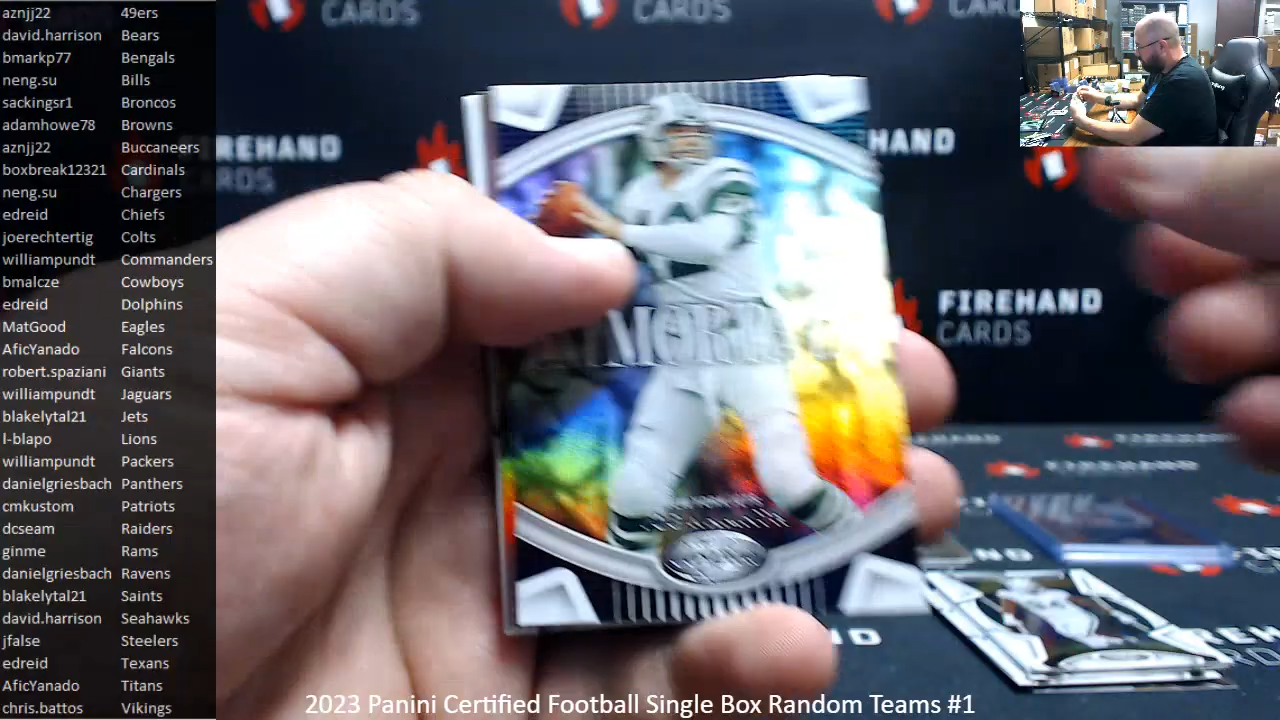 aznjj22 49ers
david.harrison Bears
bmarkp77 Bengals
neng.su Bills
sackingsr1 Broncos
adamhowe78 Browns
aznjj22 Buccaneers
boxbreak12321 Cardinals
neng.su Chargers
edreid Chiefs
joerechtertig Colts
williampundt Commanders
bmalcze Cowboys
edreid Dolphins
MatGood Eagles
AficYanado Falcons
robert.spaziani Giants
williampundt Jaguars
blakelytal21 Jets
l-blapo Lions
williampundt Packers
danielgriesbach Panthers
cmkustom Patriots
dcseam Raiders
ginme Rams
danielgriesbach Ravens
blakelytal21 Saints
david.harrison Seahawks
jfalse Steelers
edreid Texans
AficYanado Titans
chris.battos Vikings
CARDS
CARDS
FIREHAND
CARDS
FIREHAND
CARDS
2023 Panini Certified Football Single Box Random Teams #1